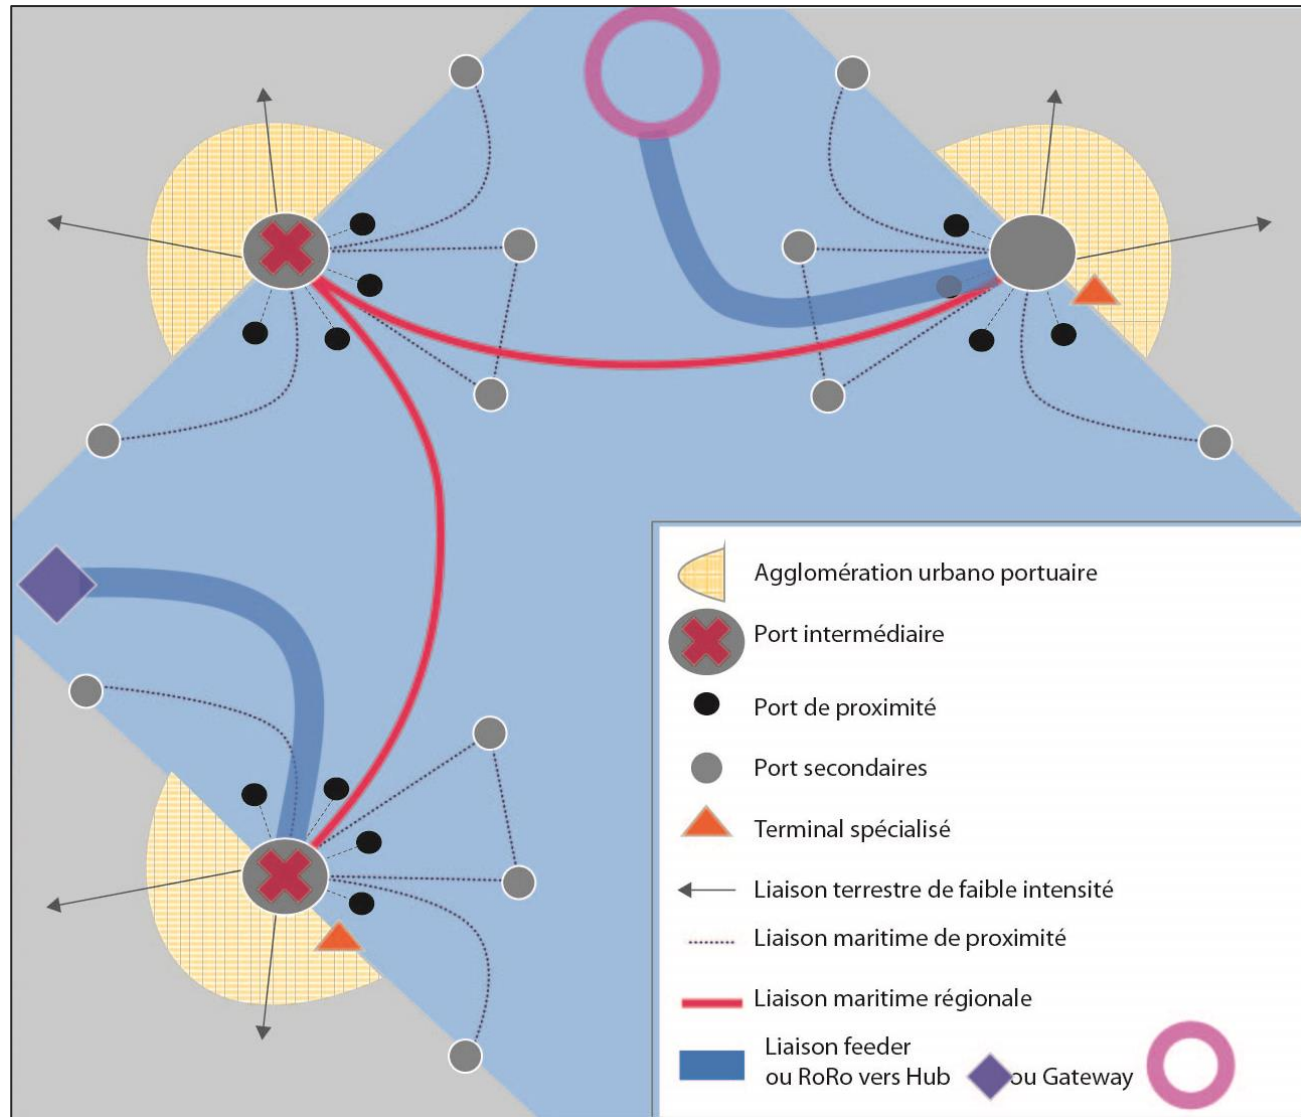 Agglomération urbano portuaire
Port intermédiaire
Port de proximité
Port secondaires
Terminal spécialisé
Liaison terrestre de faible intensité
Liaison maritime de proximité
Liaison maritime régionale
Liaison feeder
ou RoRo vers Hub ou Gateway